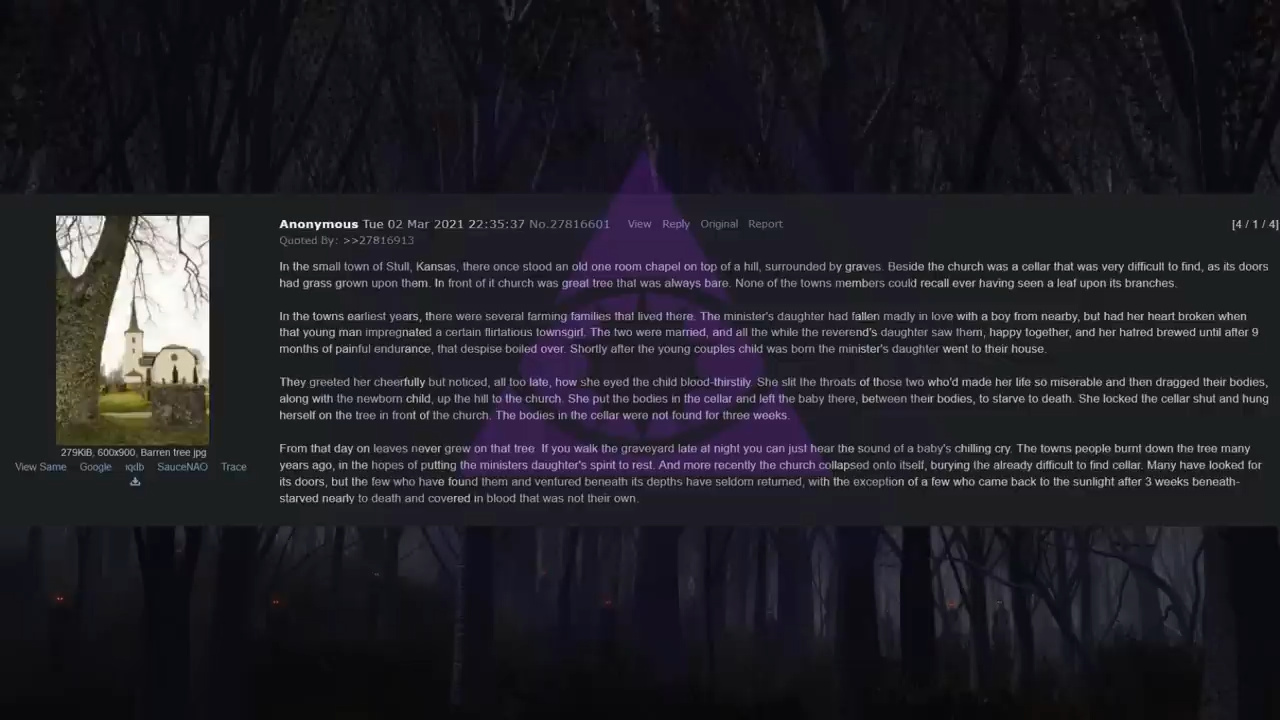 Anonymous Tue 02 Mar 2021 22:35:37 No.27816601 View Reply Original Report [4 / 1 / 4]
Quoted By: >>27816913
In the small town of Stull, Kansas, there once stood an old one room chapel on top of a hill, surrounded by graves. Beside the church was a cellar that was very difficult to find, as its doors
had grass grown upon them. In front of it church was great tree that was always bare. None of the towns members could recall ever having seen a leaf upon its branches.
In the towns earliest years, there were several farming families that lived there. The minister's daughter had fallen madly in love with a boy from nearby, but had her heart broken when
that young man impregnated a certain flirtatious townsgirl. The two were married, and all the while the reverend's daughter saw them, happy together, and her hatred brewed until after 9
months of painful endurance, that despise boiled over. Shortly after the young couples child was born the minister's daughter went to their house.
They greeted her cheerfully but noticed, all too late, how she eyed the child blood-thirstily. She slit the throats of those two who'd made her life so miserable and then dragged their bodies,
along with the newborn child, up the hill to the church. She put the bodies in the cellar and left the baby there, between their bodies, to starve to death. She locked the cellar shut and hung
herself on the tree in front of the church. The bodies in the cellar were not found for three weeks.
From that day on leaves never grew on that tree. If you walk the graveyard late at night you can just hear the sound of a baby's chilling cry. The towns people burnt down the tree many
years ago, in the hopes of putting the ministers daughter's spirit to rest. And more recently the church collapsed onto itself, burying the already difficult to find cellar. Many have looked for
its doors, but the few who have found them and ventured beneath its depths have seldom returned, with the exception of a few who came back to the sunlight after 3 weeks beneath-
starved nearly to death and covered in blood that was not their own.
279KiB, 600x900, Barren tree.jpg
View Same Google iqdb SauceNAO Trace